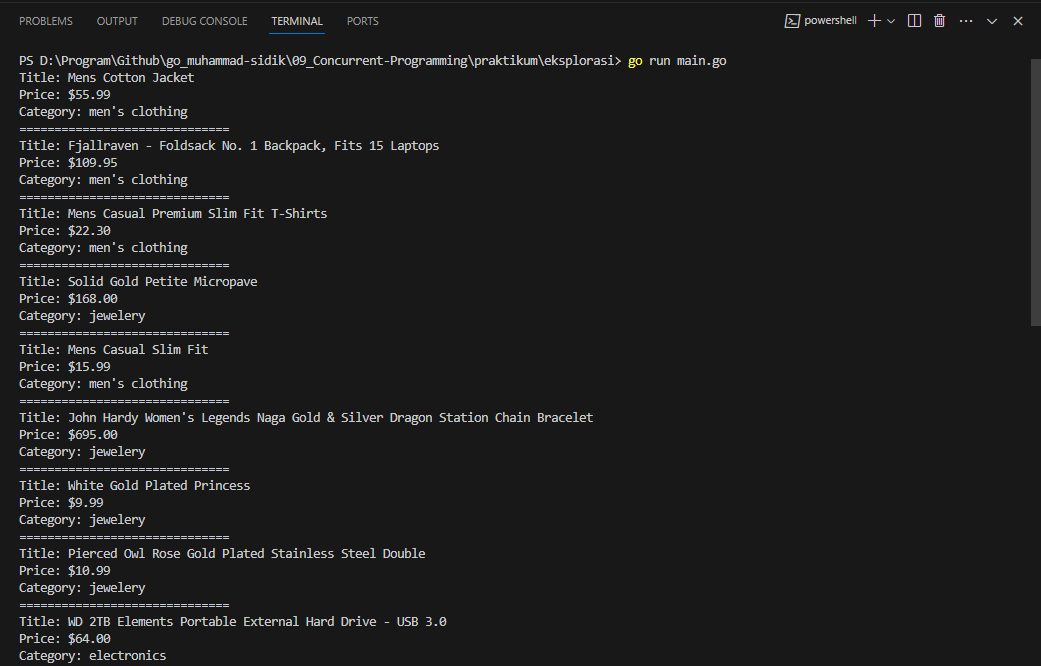 PROBLEMS OUTPUT DEBUG CONSOLE TERMINAL PORTS powershell
PS D:\Program\Github\go_muhammad-sidik\09_Concurrent-Programming\praktikum\eksplorasi> go run main.go
Title: Mens Cotton Jacket
Price: $55.99
Category: men's clothing
==============================
Title: Fjallraven - Foldsack No. 1 Backpack, Fits 15 Laptops
Price: $109.95
Category: men's clothing
==============================
Title: Mens Casual Premium Slim Fit T-Shirts
Price: $22.30
Category: men's clothing
==============================
Title: Solid Gold Petite Micropave
Price: $168.00
Category: jewelery
==============================
Title: Mens Casual Slim Fit
Price: $15.99
Category: men's clothing
==============================
Title: John Hardy Women's Legends Naga Gold & Silver Dragon Station Chain Bracelet
Price: $695.00
Category: jewelery
==============================
Title: White Gold Plated Princess
Price: $9.99
Category: jewelery
==============================
Title: Pierced Owl Rose Gold Plated Stainless Steel Double
Price: $10.99
Category: jewelery
==============================
Title: WD 2TB Elements Portable External Hard Drive - USB 3.0
Price: $64.00
Category: electronics